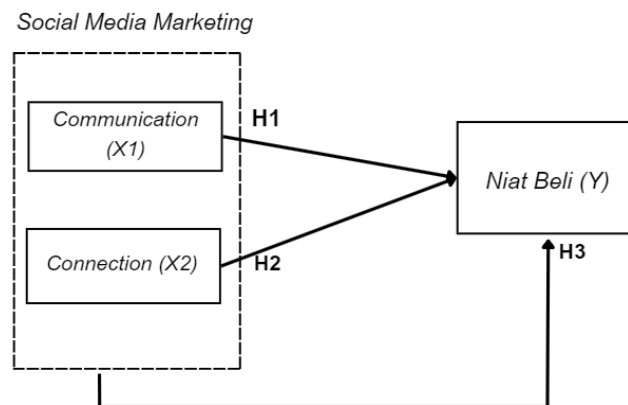 Social Media Marketing
Communication
(X1)
H1
Niat Beli (Y)
Connection (X2)
H2
H3